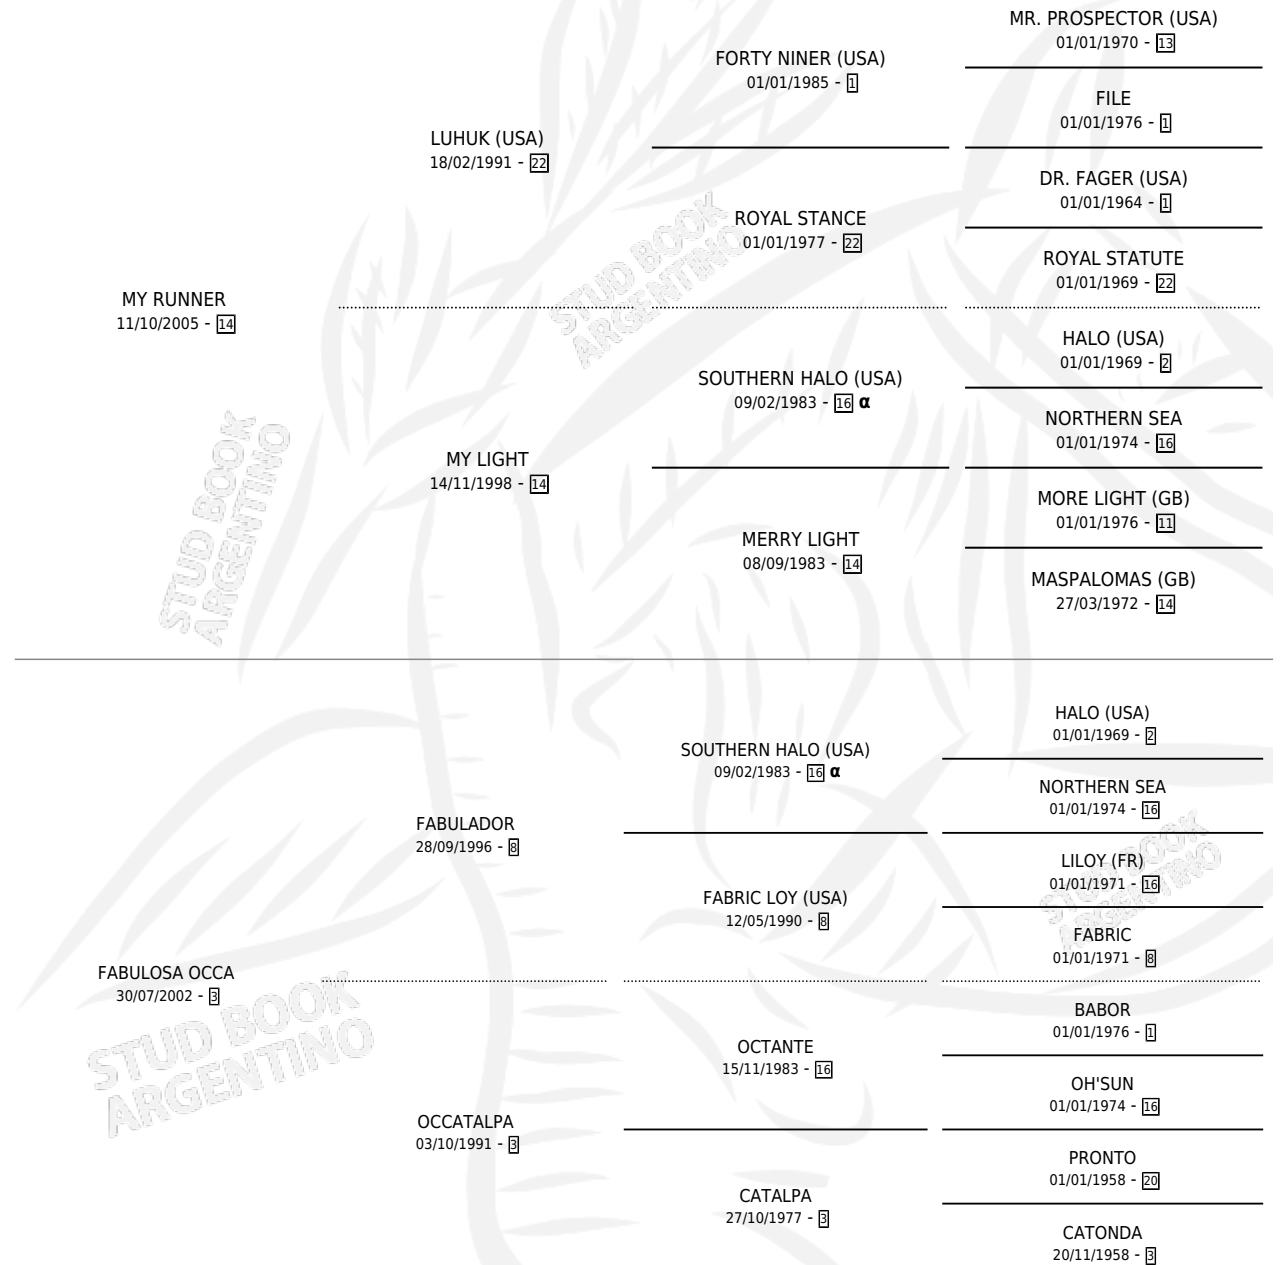 MR. PROSPECTOR (USA)
01/01/1970 - 13
FORTY NINER (USA)
01/01/1985 - 1
FILE
01/01/1976 - 1
LUHUK (USA)
18/02/1991 - 22
DR. FAGER (USA)
01/01/1964 - 1
ROYAL STANCE
01/01/1977 - 22
ROYAL STATUTE
01/01/1969 - 22
MY RUNNER
11/10/2005 - 14
HALO (USA)
01/01/1969 - 2
SOUTHERN HALO (USA)
09/02/1983 - 16 α
NORTHERN SEA
01/01/1974 - 16
MY LIGHT
14/11/1998 - 14
MORE LIGHT (GB)
01/01/1976 - 11
MERRY LIGHT
08/09/1983 - 14
MASPALOMAS (GB)
27/03/1972 - 14
HALO (USA)
01/01/1969 - 2
SOUTHERN HALO (USA)
09/02/1983 - 16 α
NORTHERN SEA
01/01/1974 - 16
FABULADOR
28/09/1996 - 8
LILOY (FR)
01/01/1971 - 16
FABRIC LOY (USA)
12/05/1990 - 8
FABRIC
01/01/1971 - 8
FABULOSA OCCA
30/07/2002 - 3
BABOR
01/01/1976 - 1
OCTANTE
15/11/1983 - 16
OH'SUN
01/01/1974 - 16
OCCATALPA
03/10/1991 - 3
PRONTO
01/01/1958 - 20
CATALPA
27/10/1977 - 3
CATONDA
20/11/1958 - 3
STUD BOOK
ARGENTINO
STUD BOOK
ARGENTINO
STUD BOOK
ARGENTINO
STUD BOOK
ARGENTINO